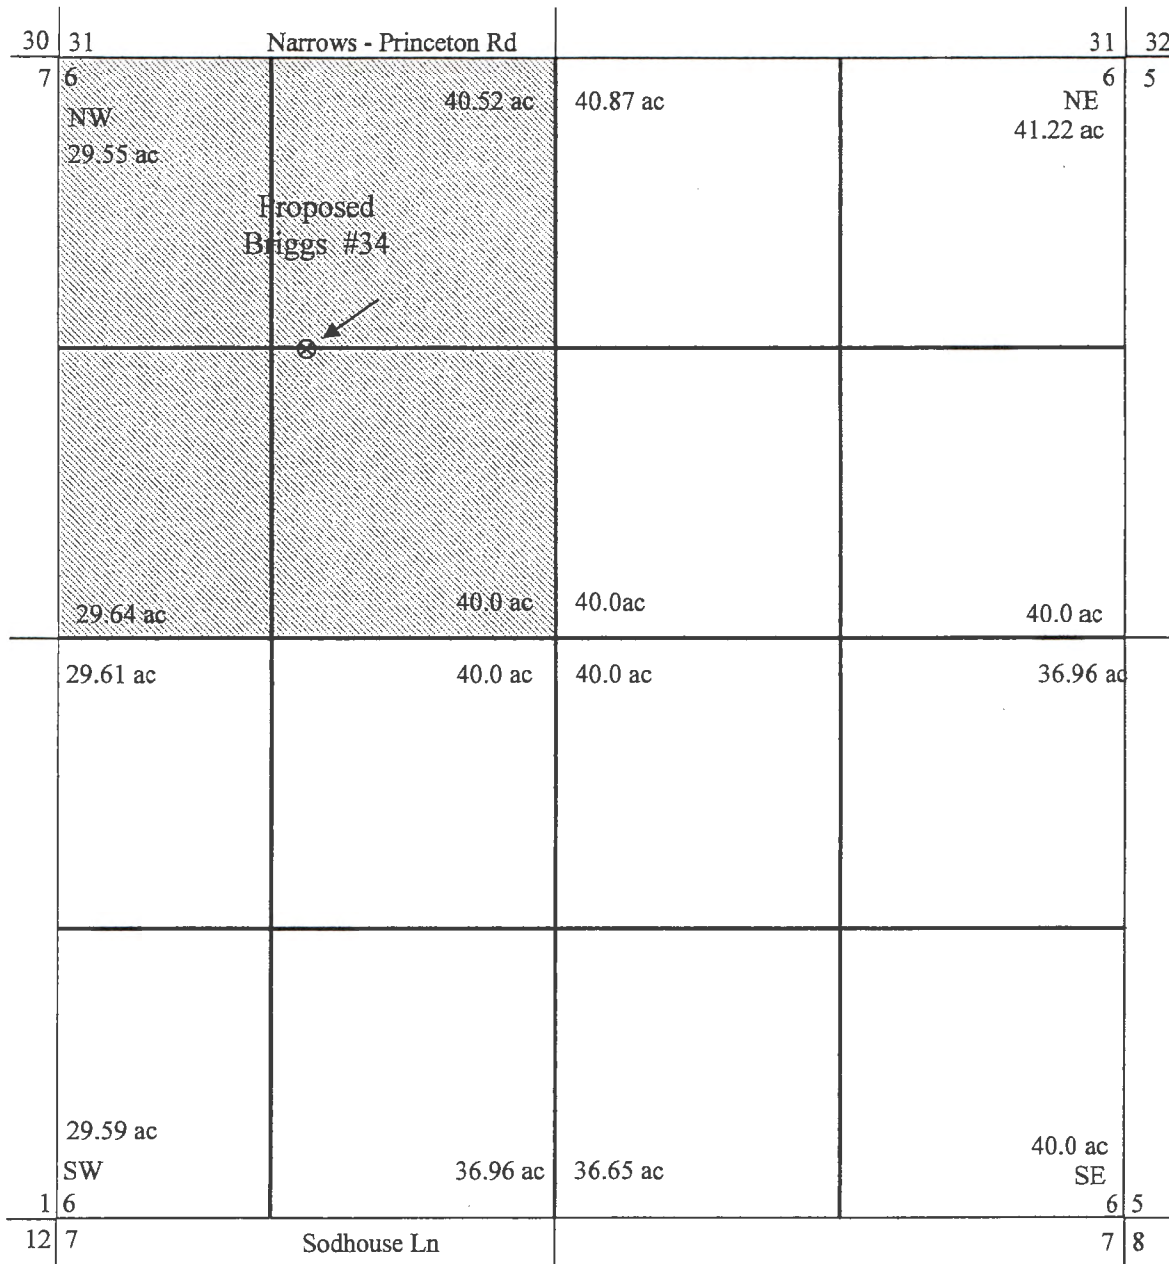 30 31 Narrows - Princeton Rd 31 32
7 6 40.52 ac 40.87 ac 6 5
NW NE
29.55 ac 41.22 ac
Proposed
Briggs #34
29.64 ac 40.0 ac 40.0ac 40.0 ac
29.61 ac 40.0 ac 40.0 ac 36.96 ac
29.59 ac 40.0 ac
SW 36.96 ac 36.65 ac SE
1 6 6 5
12 7 Sodhouse Ln 7 8